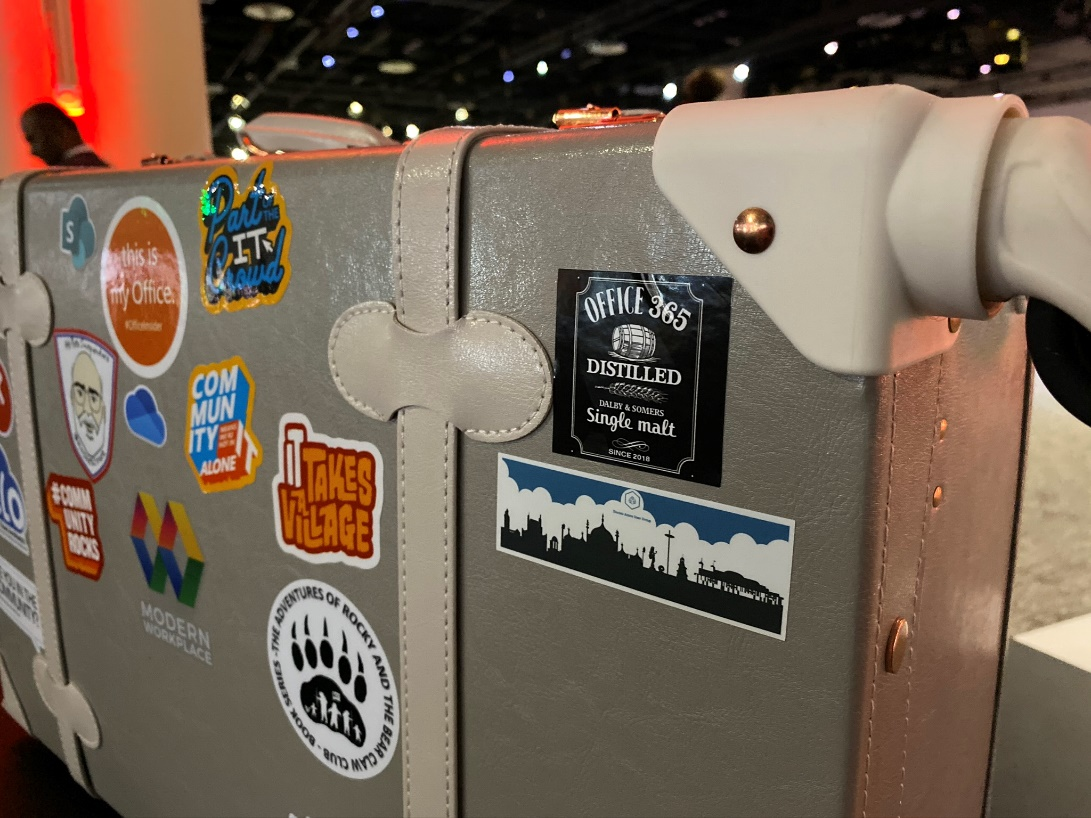 S
this is
my Office.
#OfficeInsider
Part
OF THE
IT
Crowd
COM
MUN
ITY
ALONE
IT
TAKES
A
VILLAGE
#COMM
UNITY
ROCKS
MODERN
WORKPLACE
THE ADVENTURES OF ROCKY AND THE BEAR CLAW CLUB - BOOK SERIES -
OFFICE 365
DISTILLED
DALBY & SOMERS
Single malt
SINCE 2018